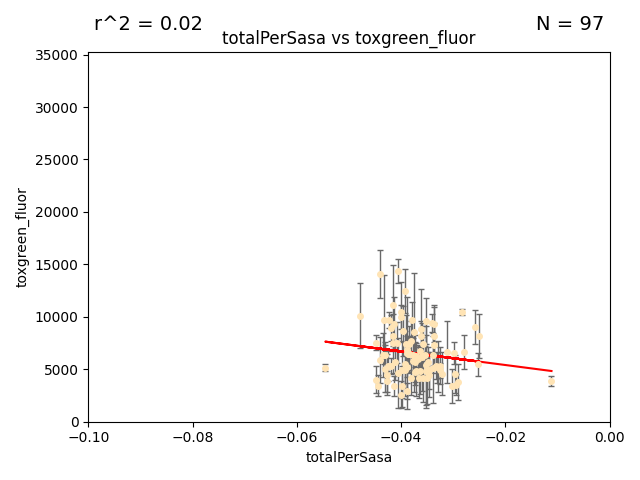 r^2 = 0.02
N = 97
totalPerSasa vs toxgreen_fluor
35000
30000
25000
20000
15000
10000
5000
0
toxgreen_fluor
−0.10
−0.08
−0.06
−0.04
−0.02
0.00
totalPerSasa